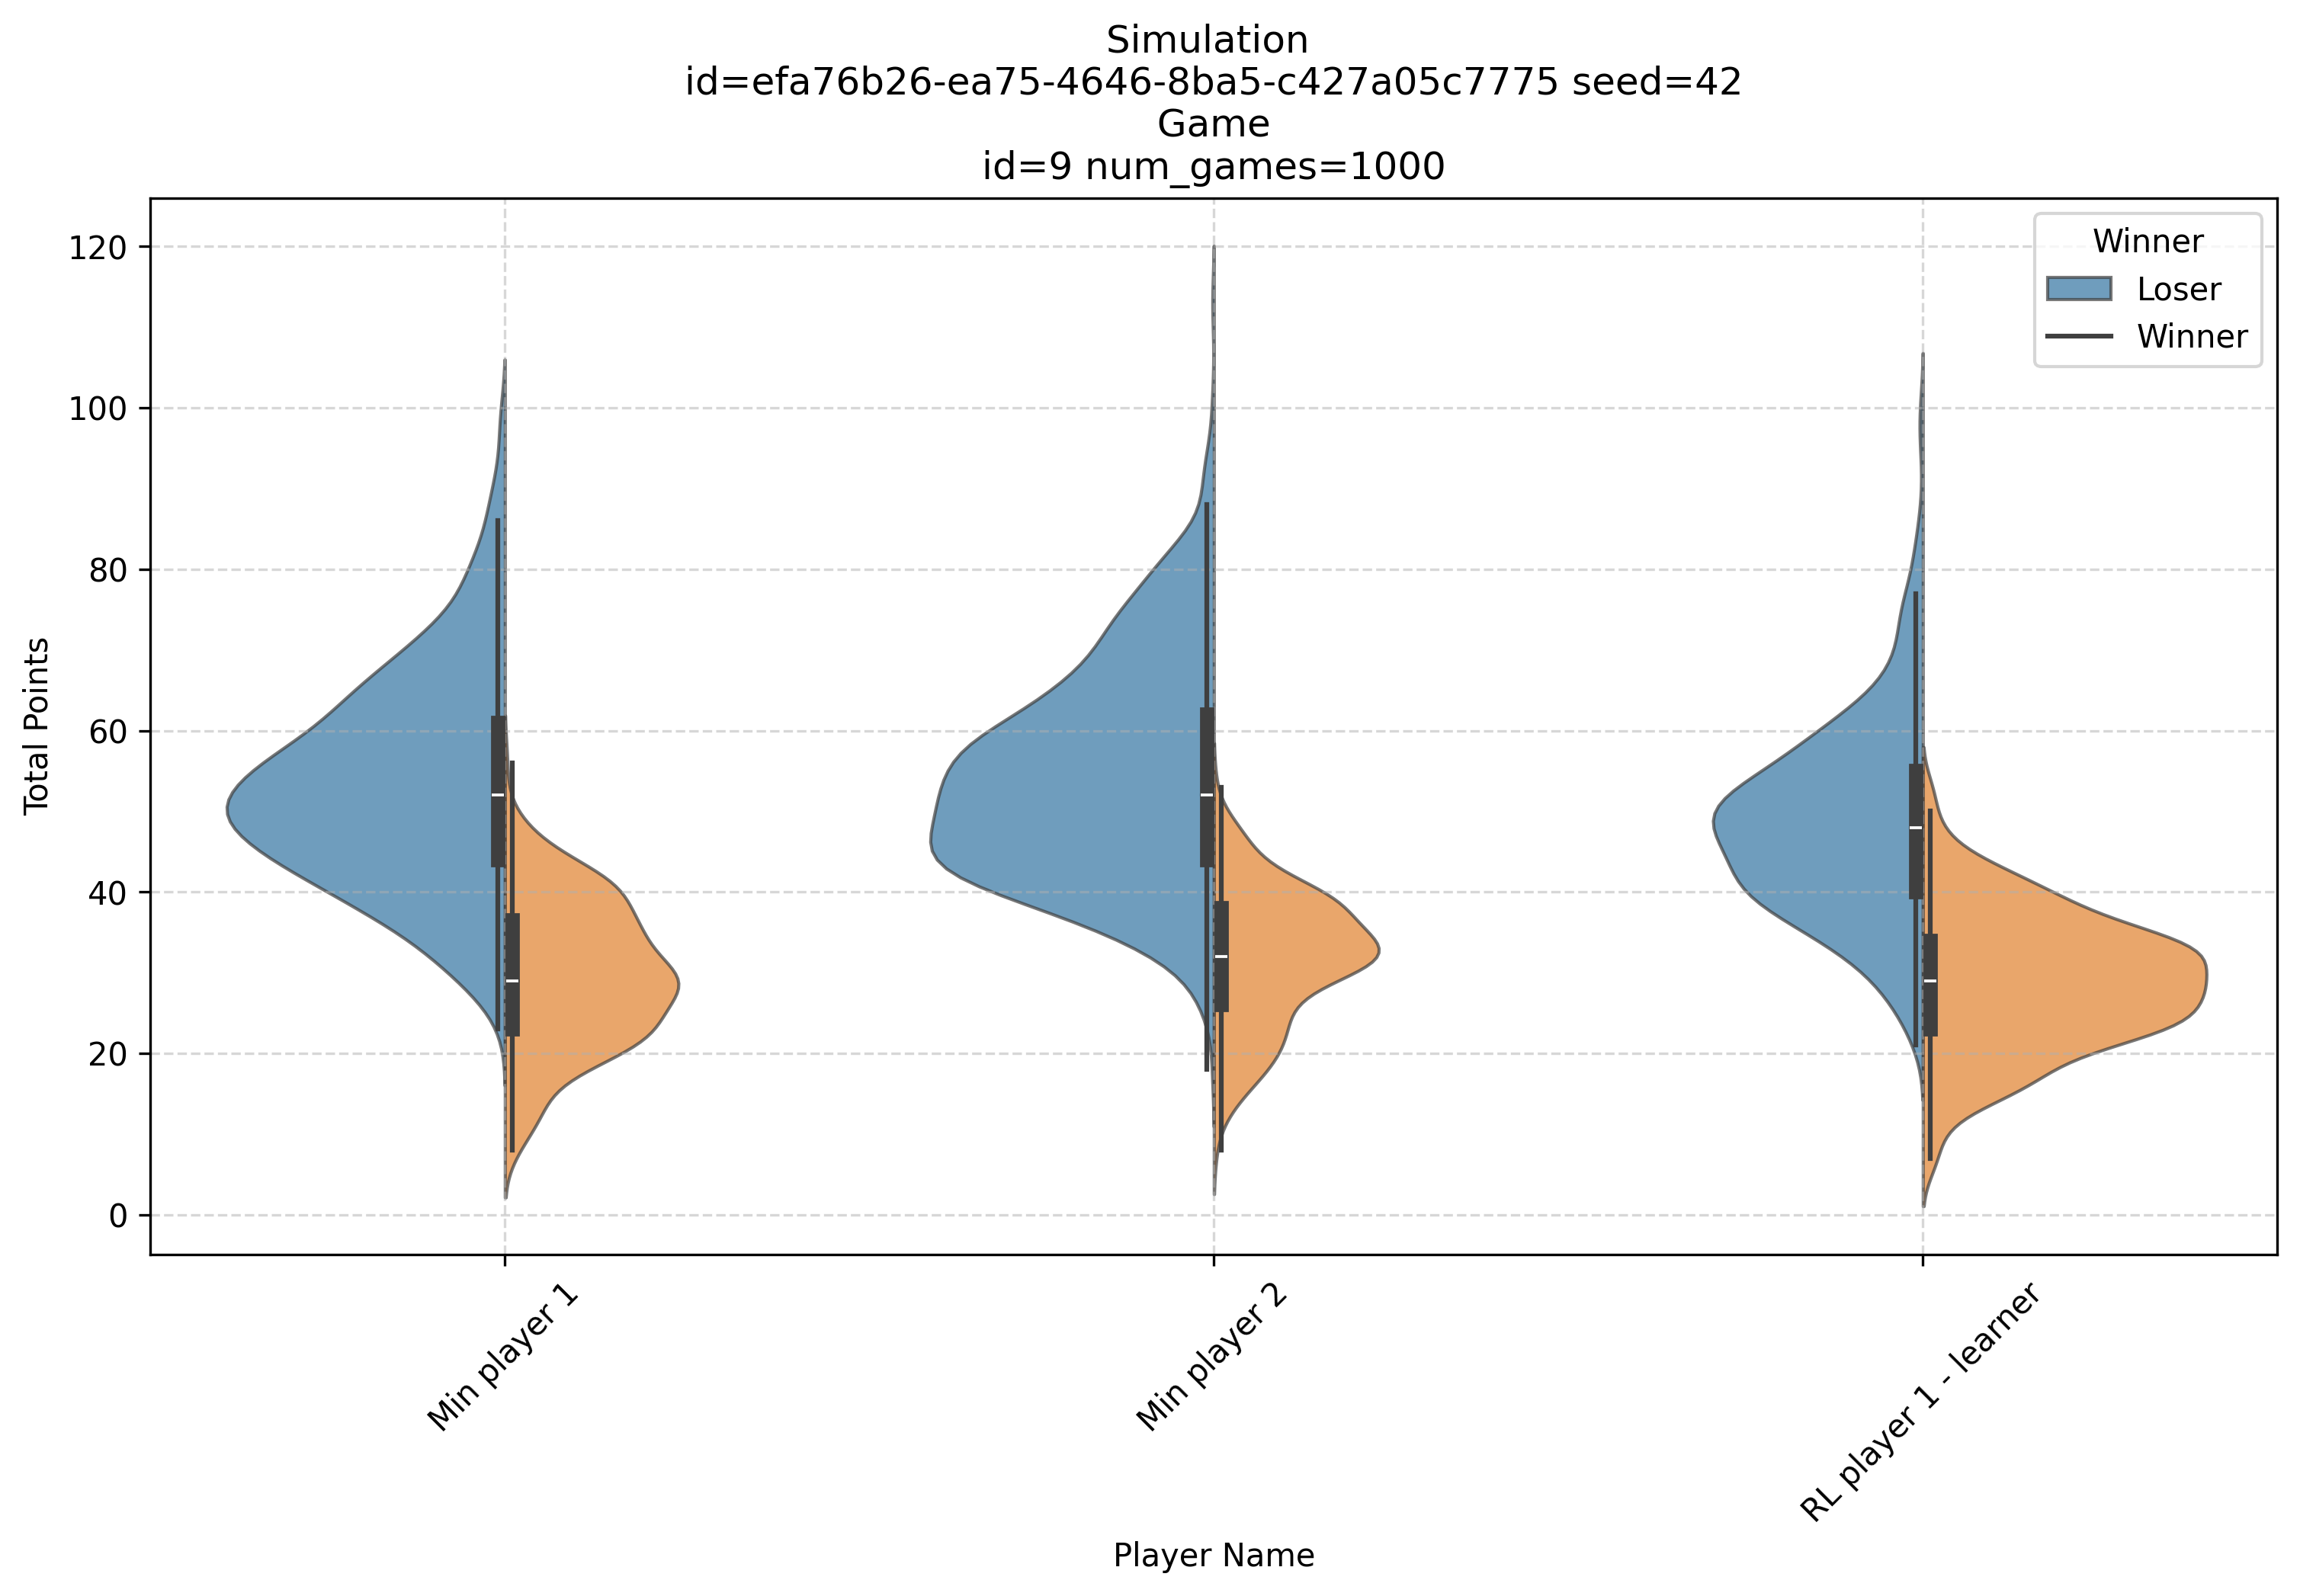 Simulation
id=efa76b26-ea75-4646-8ba5-c427a05c7775 seed=42
Game
id=9 num_games=1000
Winner
Loser
Winner
120
100
80
60
40
20
0
Total Points
Min player 1
Min player 2
RL player 1 - learner
Player Name